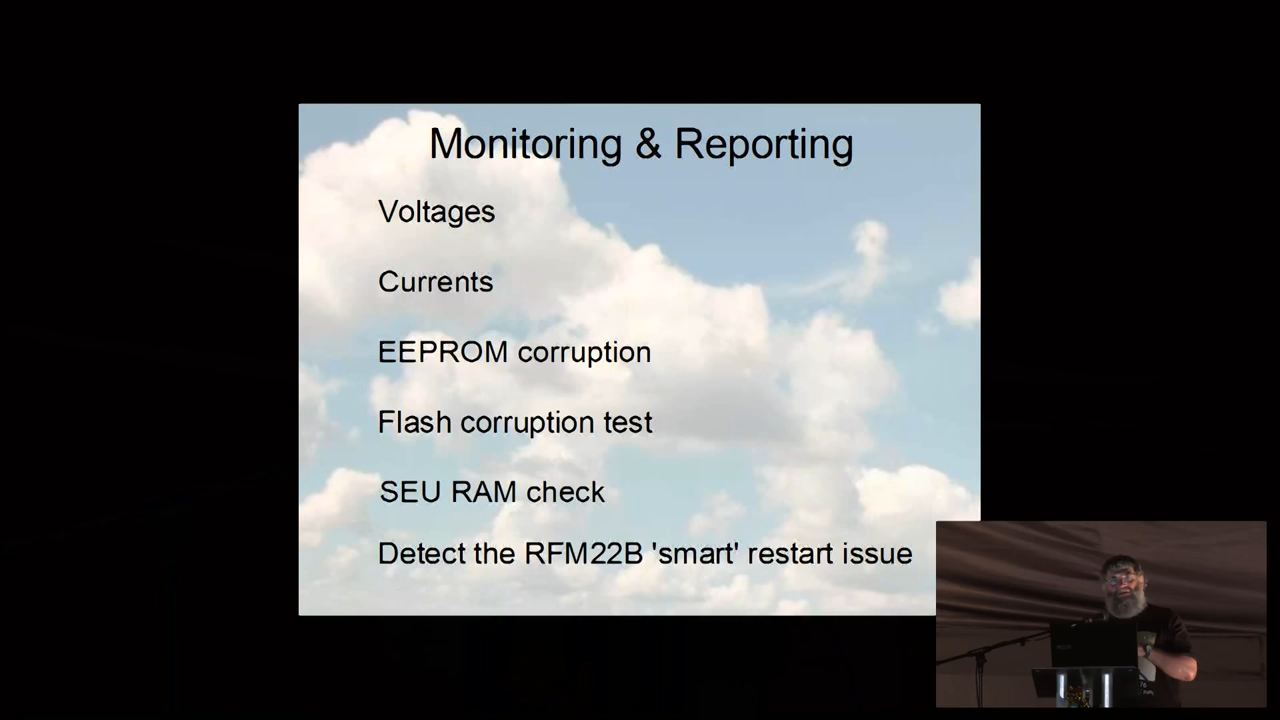 Monitoring & Reporting
Voltages
Currents
EEPROM corruption
Flash corruption test
SEU RAM check
Detect the RFM22B 'smart' restart issue